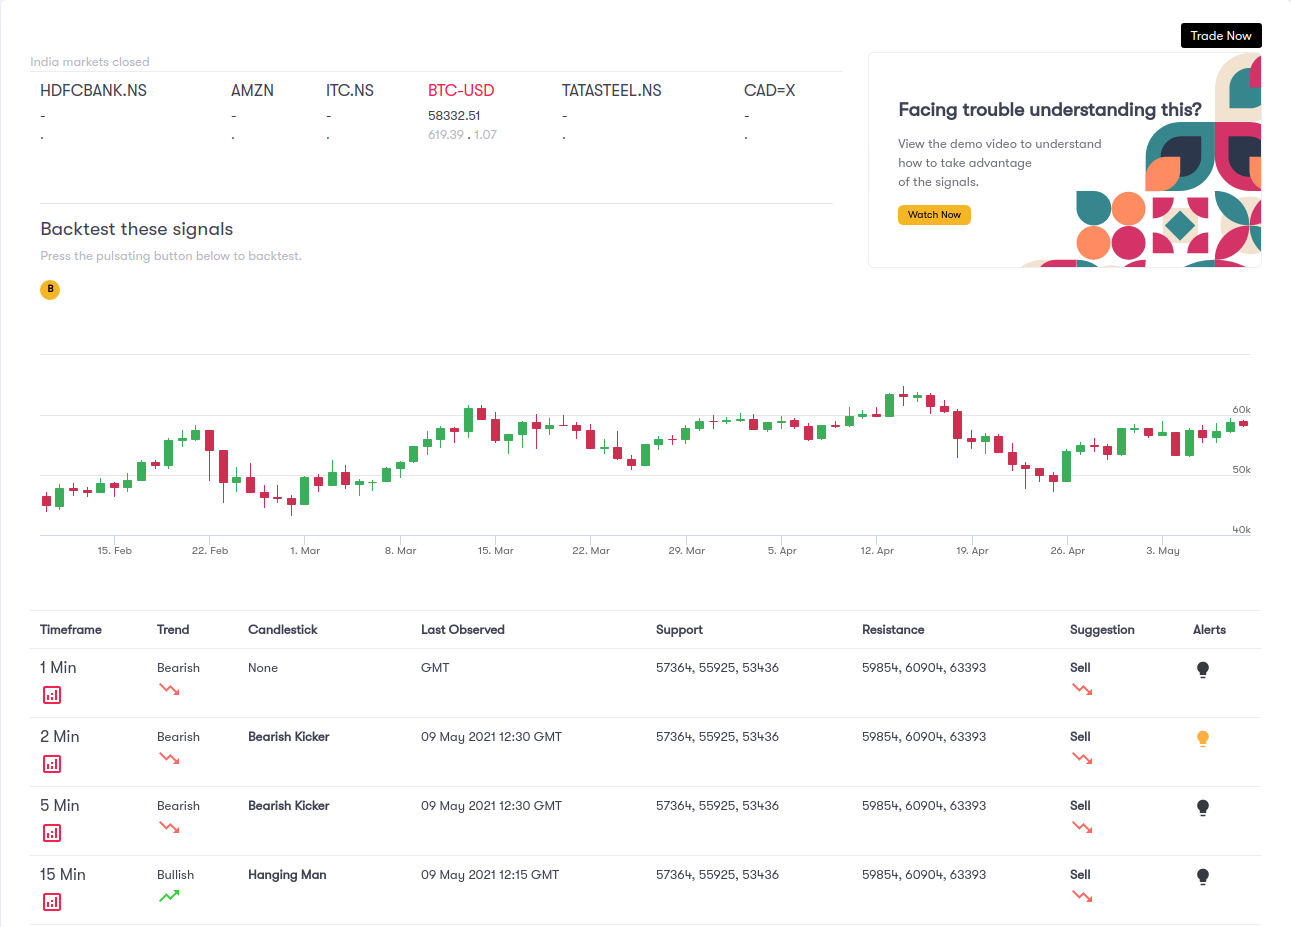 Trade Now
India markets closed
HDFCBANK.NS AMZN ITC.NS BTC-USD TATASTEEL.NS CAD=X
- - - 58332.51 - -
. . . 619.39 . 1.07 . .
Facing trouble understanding this?
View the demo video to understand
how to take advantage
of the signals.
Watch Now
Backtest these signals
Press the pulsating button below to backtest.
B
60k
50k
40k
15. Feb 22. Feb 1. Mar 8. Mar 15. Mar 22. Mar 29. Mar 5. Apr 12. Apr 19. Apr 26. Apr 3. May
Timeframe Trend Candlestick Last Observed Support Resistance Suggestion Alerts
1 Min Bearish None GMT 57364, 55925, 53436 59854, 60904, 63393 Sell
2 Min Bearish Bearish Kicker 09 May 2021 12:30 GMT 57364, 55925, 53436 59854, 60904, 63393 Sell
5 Min Bearish Bearish Kicker 09 May 2021 12:30 GMT 57364, 55925, 53436 59854, 60904, 63393 Sell
15 Min Bullish Hanging Man 09 May 2021 12:15 GMT 57364, 55925, 53436 59854, 60904, 63393 Sell